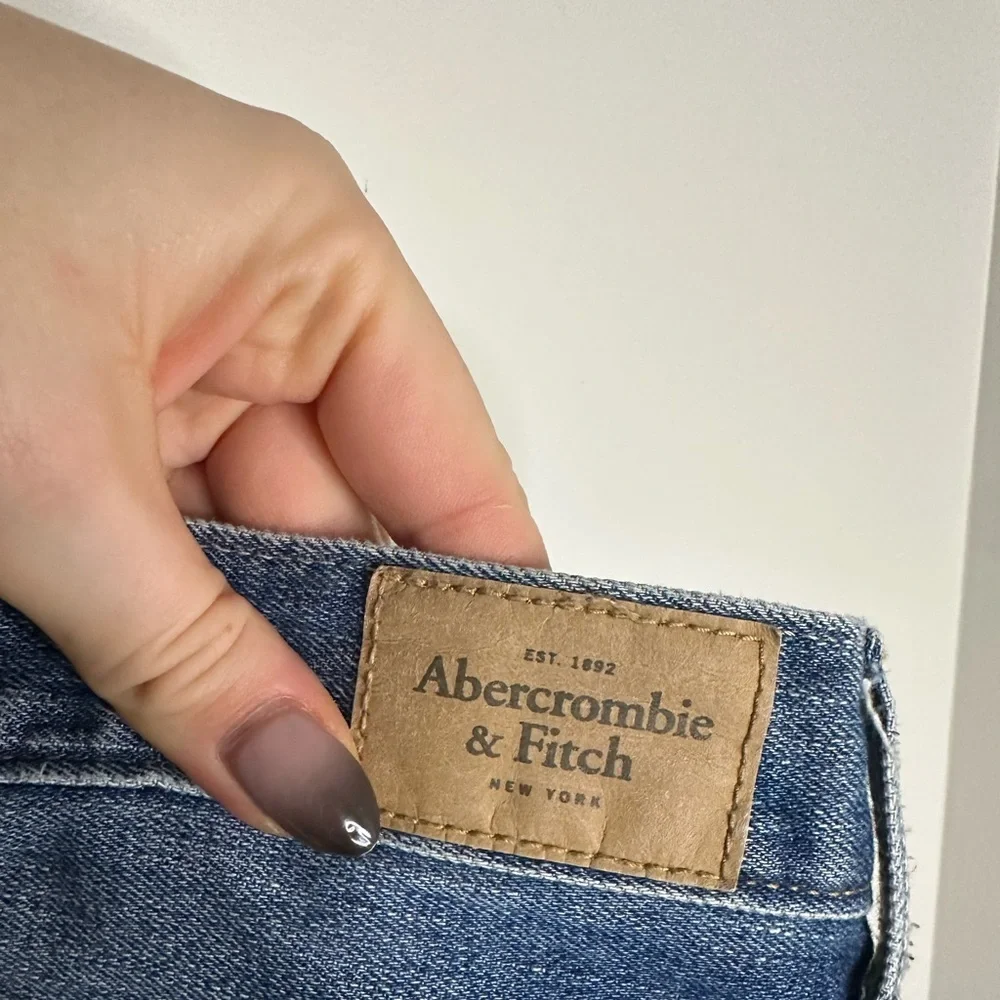 EST. 1892
Abercrombie
& Fitch
NEW YORK